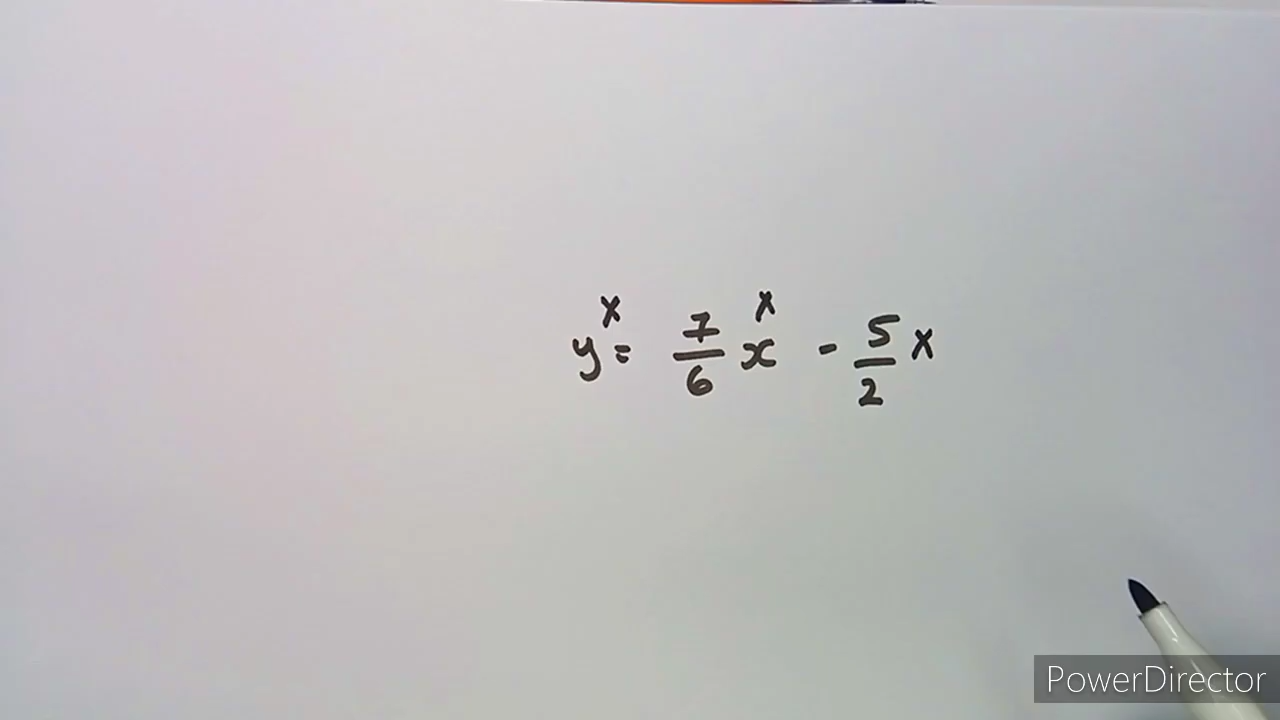 y^x = 7/6 x^x - 5/2 x
PowerDirector